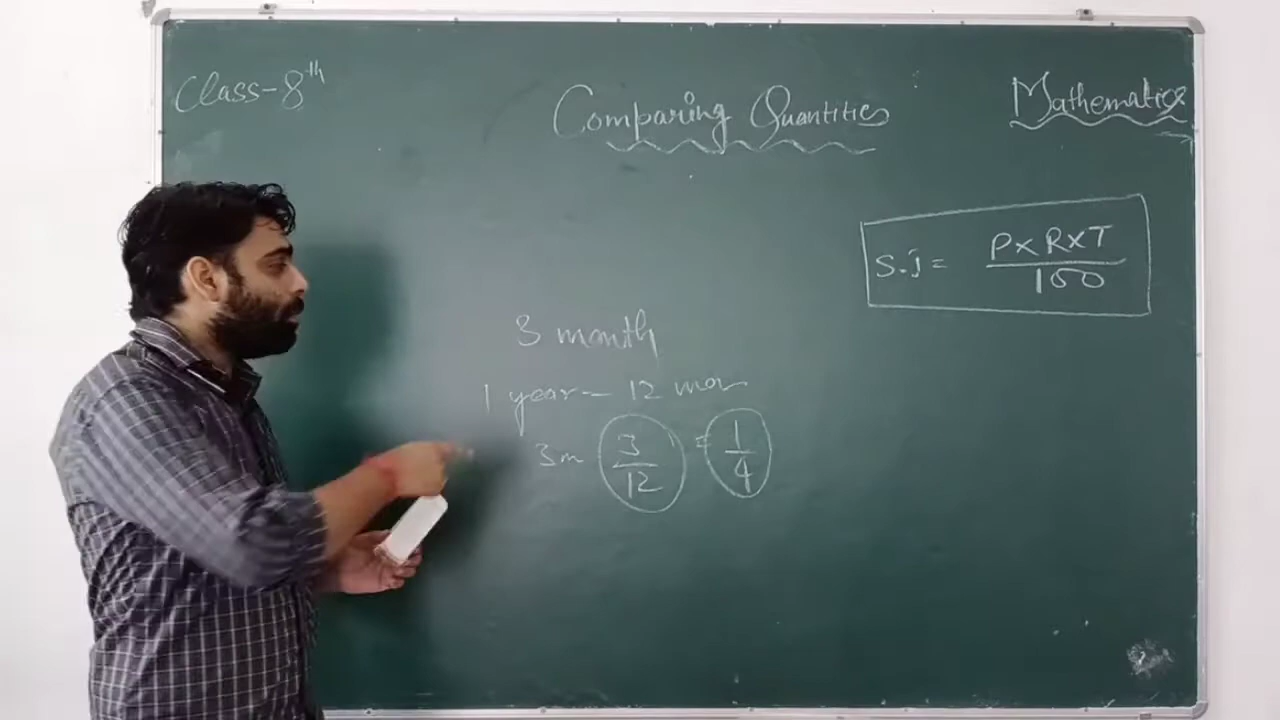 Class-8th
Comparing Quantities
Mathematics
S.I = P×R×T/100
3 month
1 year - 12 mon
3m 3/12 = 1/4